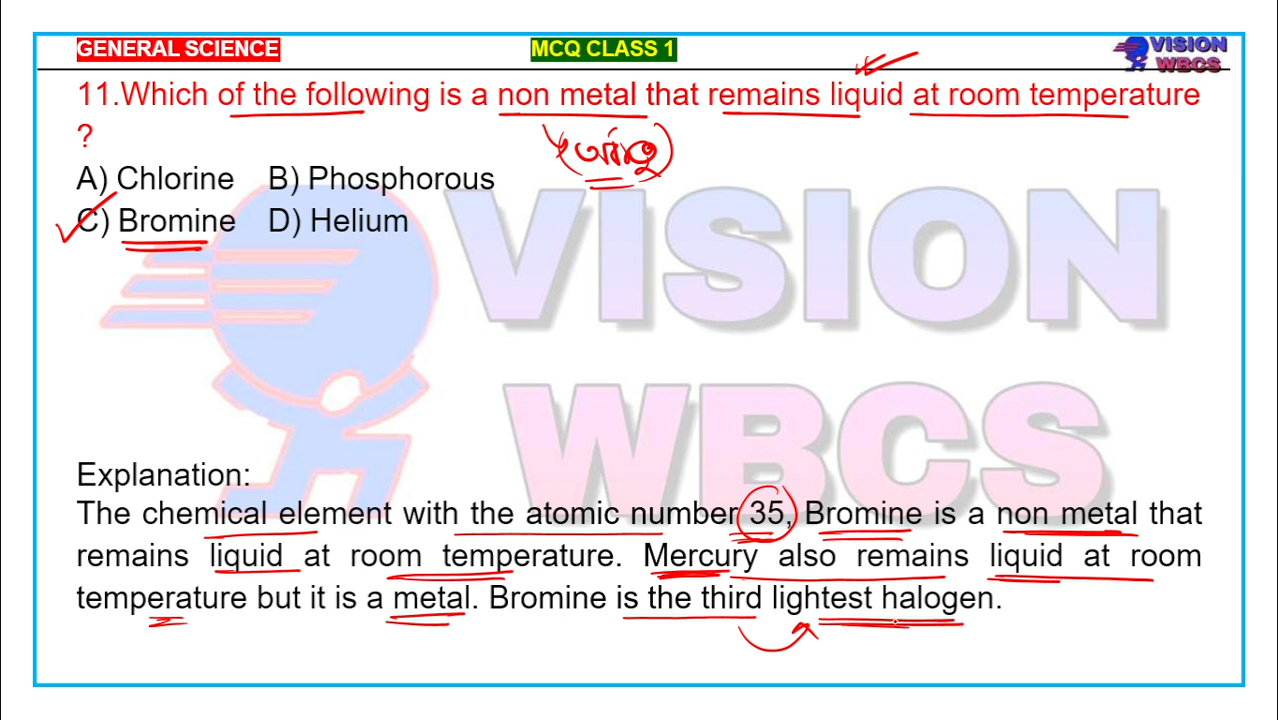 GENERAL SCIENCE MCQ CLASS 1 VISION WBCS
11.Which of the following is a non metal that remains liquid at room temperature
?
(অধাতু)
A) Chlorine B) Phosphorous
C) Bromine D) Helium
VISION
WBCS
Explanation:
The chemical element with the atomic number 35, Bromine is a non metal that
remains liquid at room temperature. Mercury also remains liquid at room
temperature but it is a metal. Bromine is the third lightest halogen.